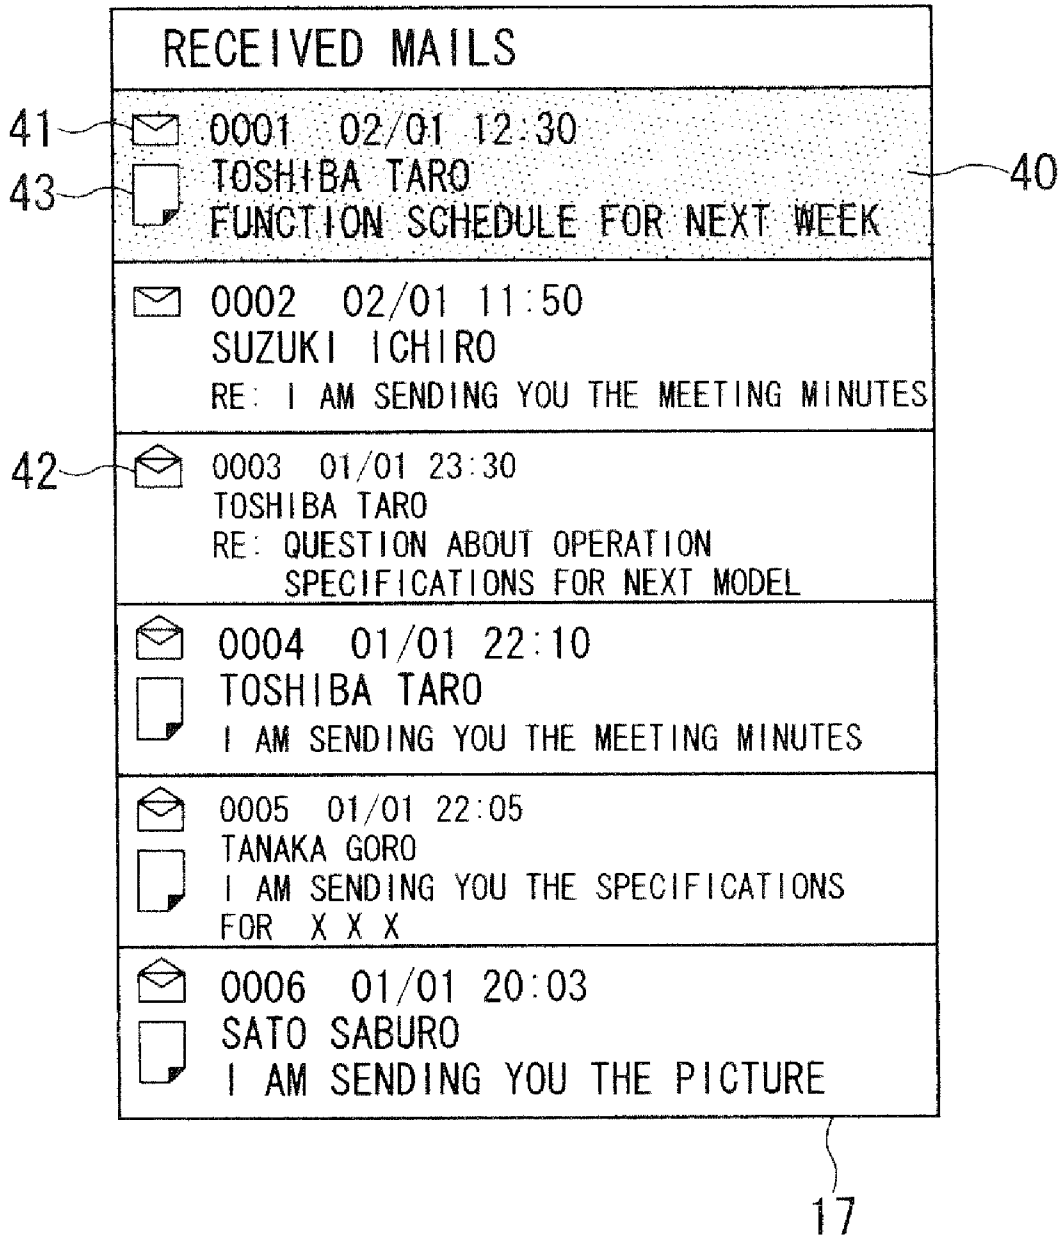 RECEIVED MAILS
41
0001 02/01 12:30
43
TOSHIBA TARO
40
FUNCTION SCHEDULE FOR NEXT WEEK
0002 02/01 11:50
SUZUKI ICHIRO
RE: I AM SENDING YOU THE MEETING MINUTES
42
0003 01/01 23:30
TOSHIBA TARO
RE: QUESTION ABOUT OPERATION
SPECIFICATIONS FOR NEXT MODEL
0004 01/01 22:10
TOSHIBA TARO
I AM SENDING YOU THE MEETING MINUTES
0005 01/01 22:05
TANAKA GORO
I AM SENDING YOU THE SPECIFICATIONS
FOR X X X
0006 01/01 20:03
SATO SABURO
I AM SENDING YOU THE PICTURE
17